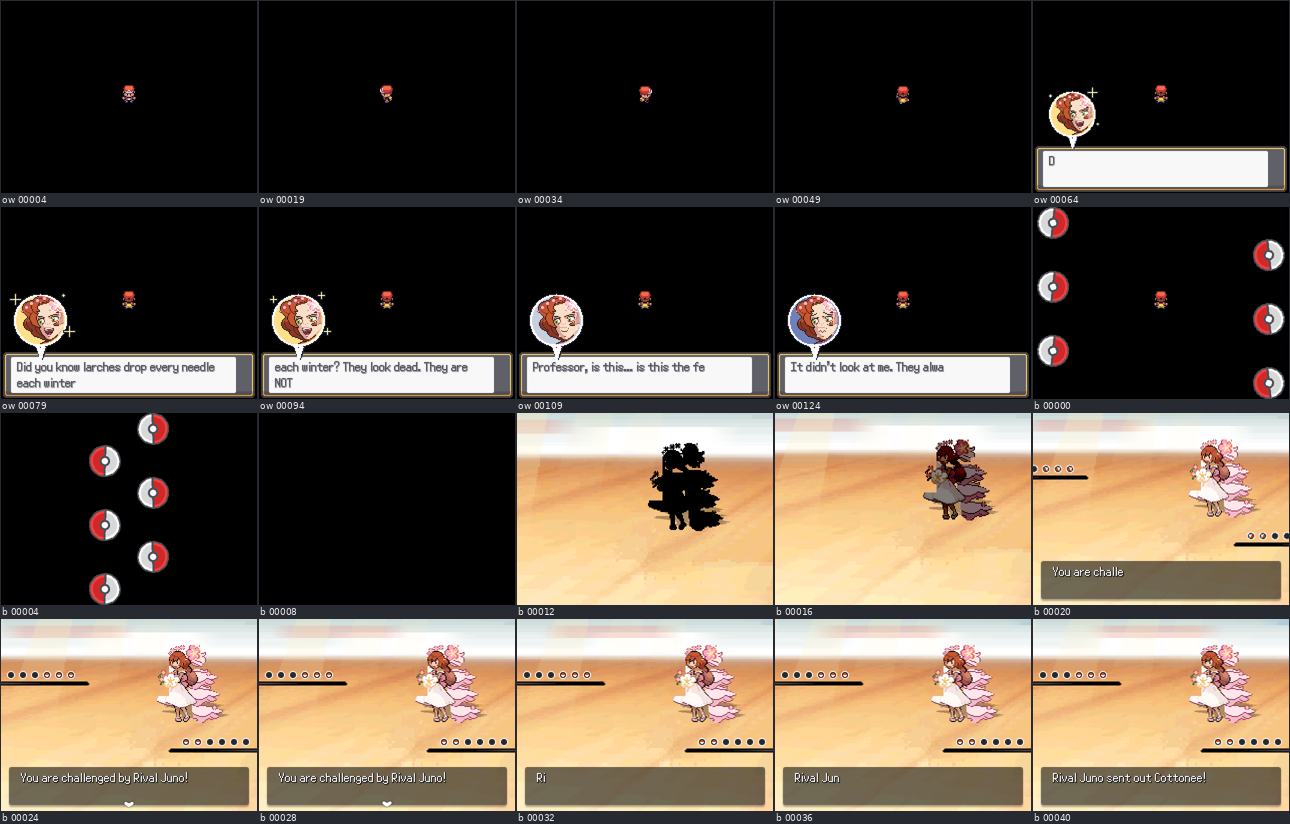 ow 00004
ow 00019
ow 00034
ow 00049
D
ow 00064
Did you know larches drop every needle
each winter
ow 00079
each winter? They look dead. They are
NOT
ow 00094
Professor, is this... is this the fe
ow 00109
It didn't look at me. They alwa
ow 00124
b 00000
b 00004
b 00008
b 00012
b 00016
You are challe
b 00020
You are challenged by Rival Juno!
b 00024
You are challenged by Rival Juno!
b 00028
Ri
b 00032
Rival Jun
b 00036
Rival Juno sent out Cottonee!
b 00040